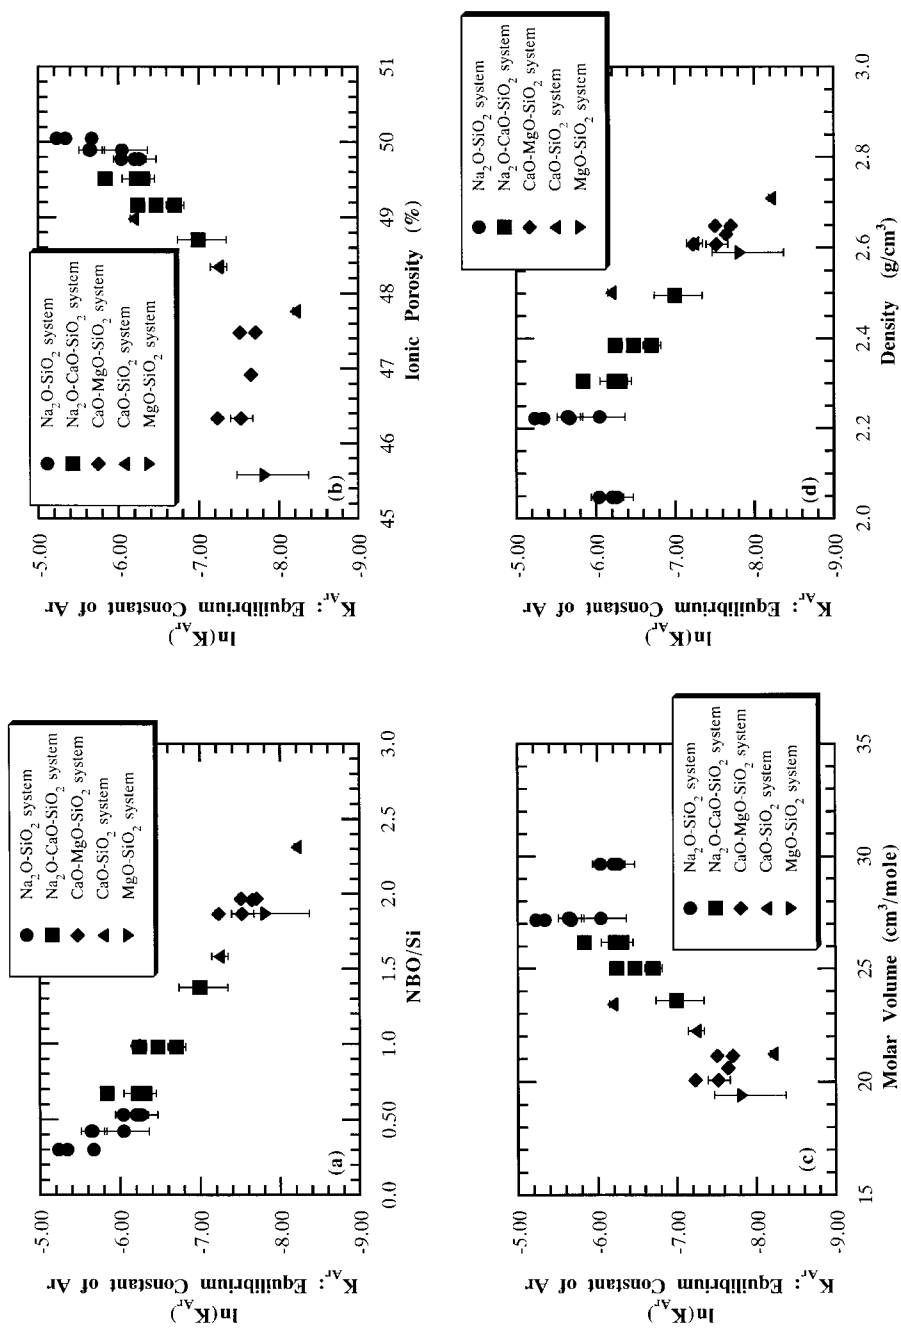 ln(K_Ar)
K_Ar : Equilibrium Constant of Ar
-5.00
-6.00
-7.00
-8.00
-9.00
(a)
Na₂O-SiO₂ system
Na₂O-CaO-SiO₂ system
CaO-MgO-SiO₂ system
CaO-SiO₂ system
MgO-SiO₂ system
0.0 0.50 1.0 1.5 2.0 2.5 3.0
NBO/Si
ln(K_Ar)
K_Ar : Equilibrium Constant of Ar
-5.00
-6.00
-7.00
-8.00
-9.00
(b)
Na₂O-SiO₂ system
Na₂O-CaO-SiO₂ system
CaO-MgO-SiO₂ system
CaO-SiO₂ system
MgO-SiO₂ system
45 46 47 48 49 50 51
Ionic Porosity (%)
ln(K_Ar)
K_Ar : Equilibrium Constant of Ar
-5.00
-6.00
-7.00
-8.00
-9.00
(c)
Na₂O-SiO₂ system
Na₂O-CaO-SiO₂ system
CaO-MgO-SiO₂ system
CaO-SiO₂ system
MgO-SiO₂ system
15 20 25 30 35
Molar Volume (cm³/mole)
ln(K_Ar)
K_Ar : Equilibrium Constant of Ar
-5.00
-6.00
-7.00
-8.00
-9.00
(d)
Na₂O-SiO₂ system
Na₂O-CaO-SiO₂ system
CaO-MgO-SiO₂ system
CaO-SiO₂ system
MgO-SiO₂ system
2.0 2.2 2.4 2.6 2.8 3.0
Density (g/cm³)